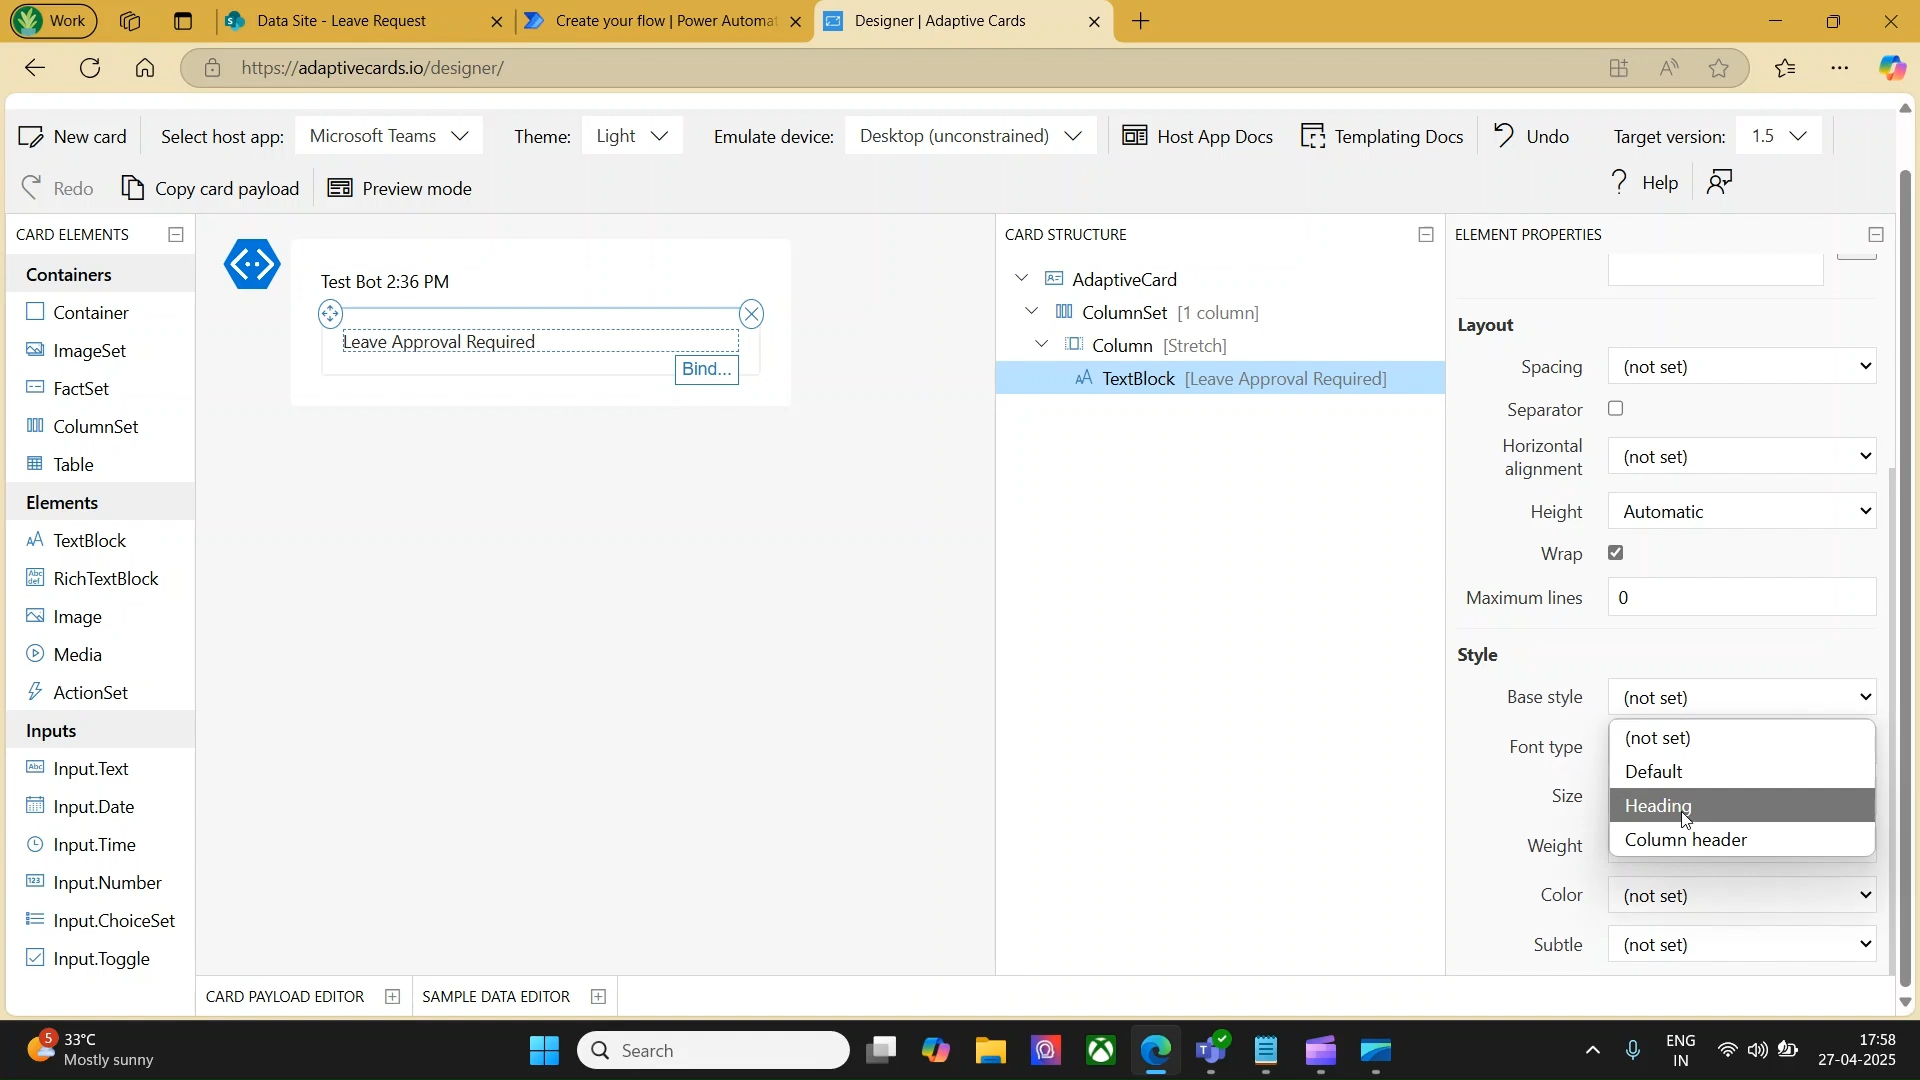 Work
Data Site - Leave Request
Create your flow | Power Automat
Designer | Adaptive Cards
https://adaptivecards.io/designer/
New card
Select host app:
Microsoft Teams
Theme:
Light
Emulate device:
Desktop (unconstrained)
Host App Docs
Templating Docs
Undo
Target version:
1.5
Redo
Copy card payload
Preview mode
Help
CARD ELEMENTS
Containers
Container
ImageSet
FactSet
ColumnSet
Table
Elements
TextBlock
RichTextBlock
Image
Media
ActionSet
Inputs
Input.Text
Input.Date
Input.Time
Input.Number
Input.ChoiceSet
Input.Toggle
Test Bot 2:36 PM
Leave Approval Required
Bind...
CARD STRUCTURE
AdaptiveCard
ColumnSet [1 column]
Column [Stretch]
TextBlock [Leave Approval Required]
ELEMENT PROPERTIES
Layout
Spacing
(not set)
Separator
Horizontal
alignment
(not set)
Height
Automatic
Wrap
Maximum lines
0
Style
Base style
(not set)
Font type
(not set)
Default
Heading
Column header
Size
Weight
Color
(not set)
Subtle
(not set)
CARD PAYLOAD EDITOR
SAMPLE DATA EDITOR
5
33°C
Mostly sunny
Search
ENG
IN
17:58
27-04-2025